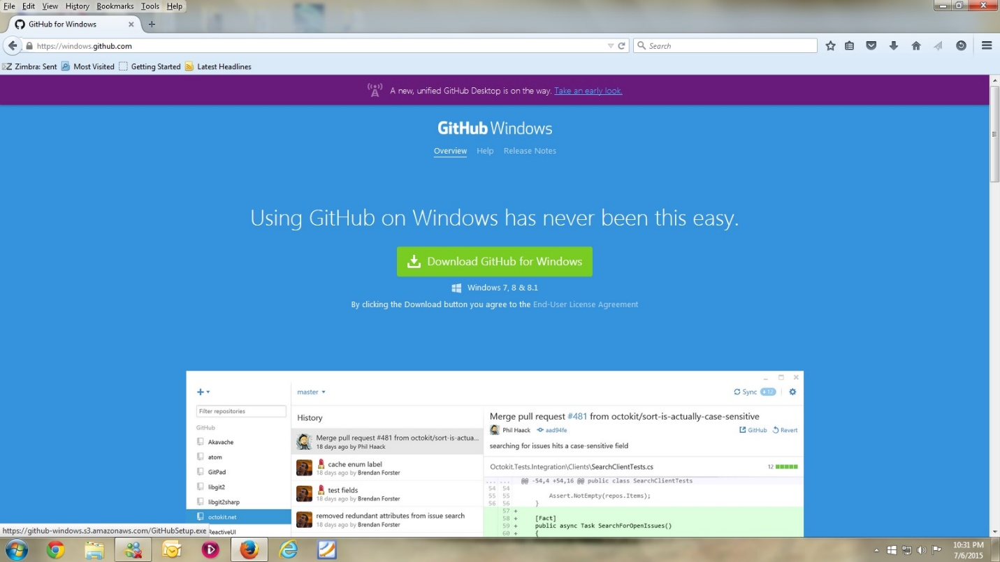 File Edit View History Bookmarks Tools Help
GitHub for Windows
https://windows.github.com
Search
Zimbra: Sent Most Visited Getting Started Latest Headlines
A new, unified GitHub Desktop is on the way. Take an early look.
GitHub Windows
Overview Help Release Notes
Using GitHub on Windows has never been this easy.
Download GitHub for Windows
Windows 7, 8 & 8.1
By clicking the Download button you agree to the End-User License Agreement
master
Sync +12
Filter repositories
GitHub
Akavache
atom
GitPad
libgit2
libgit2sharp
octokit.net
ReactiveUI
History
Merge pull request #481 from octokit/sort-is-actua...
18 days ago by Phil Haack
cache enum label
18 days ago by Brendan Forster
test fields
18 days ago by Brendan Forster
removed redundant attributes from issue search
18 days ago by Brendan Forster
Merge pull request #481 from octokit/sort-is-actually-case-sensitive
Phil Haack aad94fe GitHub Revert
searching for issues hits a case-sensitive field
Octokit.Tests.Integration\Clients\SearchClientTests.cs 12
... ... @@ -54,4 +54,16 @@ public class SearchClientTests
54 54
55 55 Assert.NotEmpty(repos.Items);
56 56 }
57 +
58 + [Fact]
59 + public async Task SearchForOpenIssues()
60 + {
https://github-windows.s3.amazonaws.com/GitHubSetup.exe
10:31 PM
7/6/2015